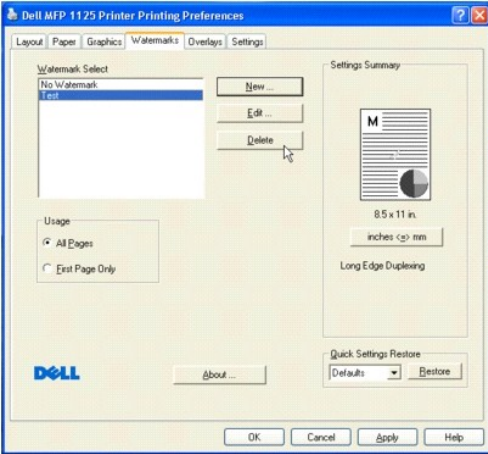 Dell MFP 1125 Printer Printing Preferences
Layout Paper Graphics Watermarks Overlays Settings
Watermark Select
No Watermark
Test
New ...
Edit ...
Delete
Usage
All Pages
First Page Only
Settings Summary
M
8.5 x 11 in.
inches <=> mm
Long Edge Duplexing
Quick Settings Restore
Defaults Restore
DELL
About ...
OK Cancel Apply Help